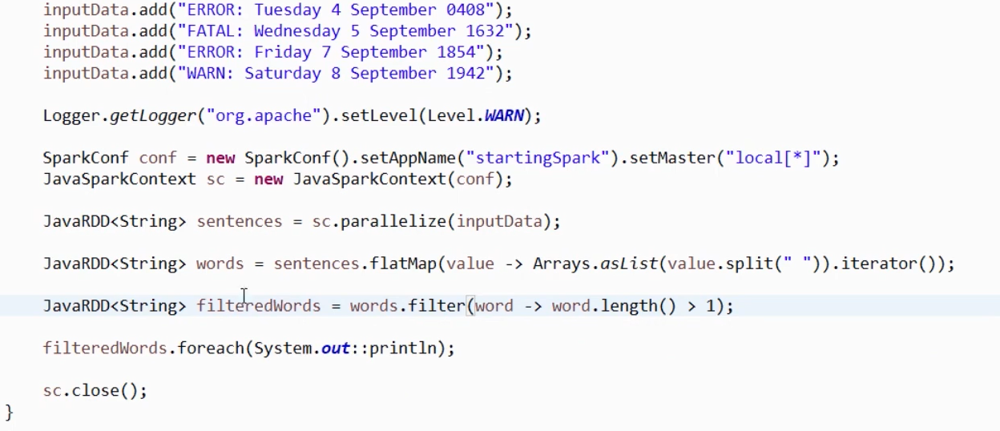 inputData.add("ERROR: Tuesday 4 September 0408");
inputData.add("FATAL: Wednesday 5 September 1632");
inputData.add("ERROR: Friday 7 September 1854");
inputData.add("WARN: Saturday 8 September 1942");
Logger.getLogger("org.apache").setLevel(Level.WARN);
SparkConf conf = new SparkConf().setAppName("startingSpark").setMaster("local[*]");
JavaSparkContext sc = new JavaSparkContext(conf);
JavaRDD<String> sentences = sc.parallelize(inputData);
JavaRDD<String> words = sentences.flatMap(value -> Arrays.asList(value.split(" ")).iterator());
JavaRDD<String> filteredWords = words.filter(word -> word.length() > 1);
filteredWords.foreach(System.out::println);
sc.close();
}